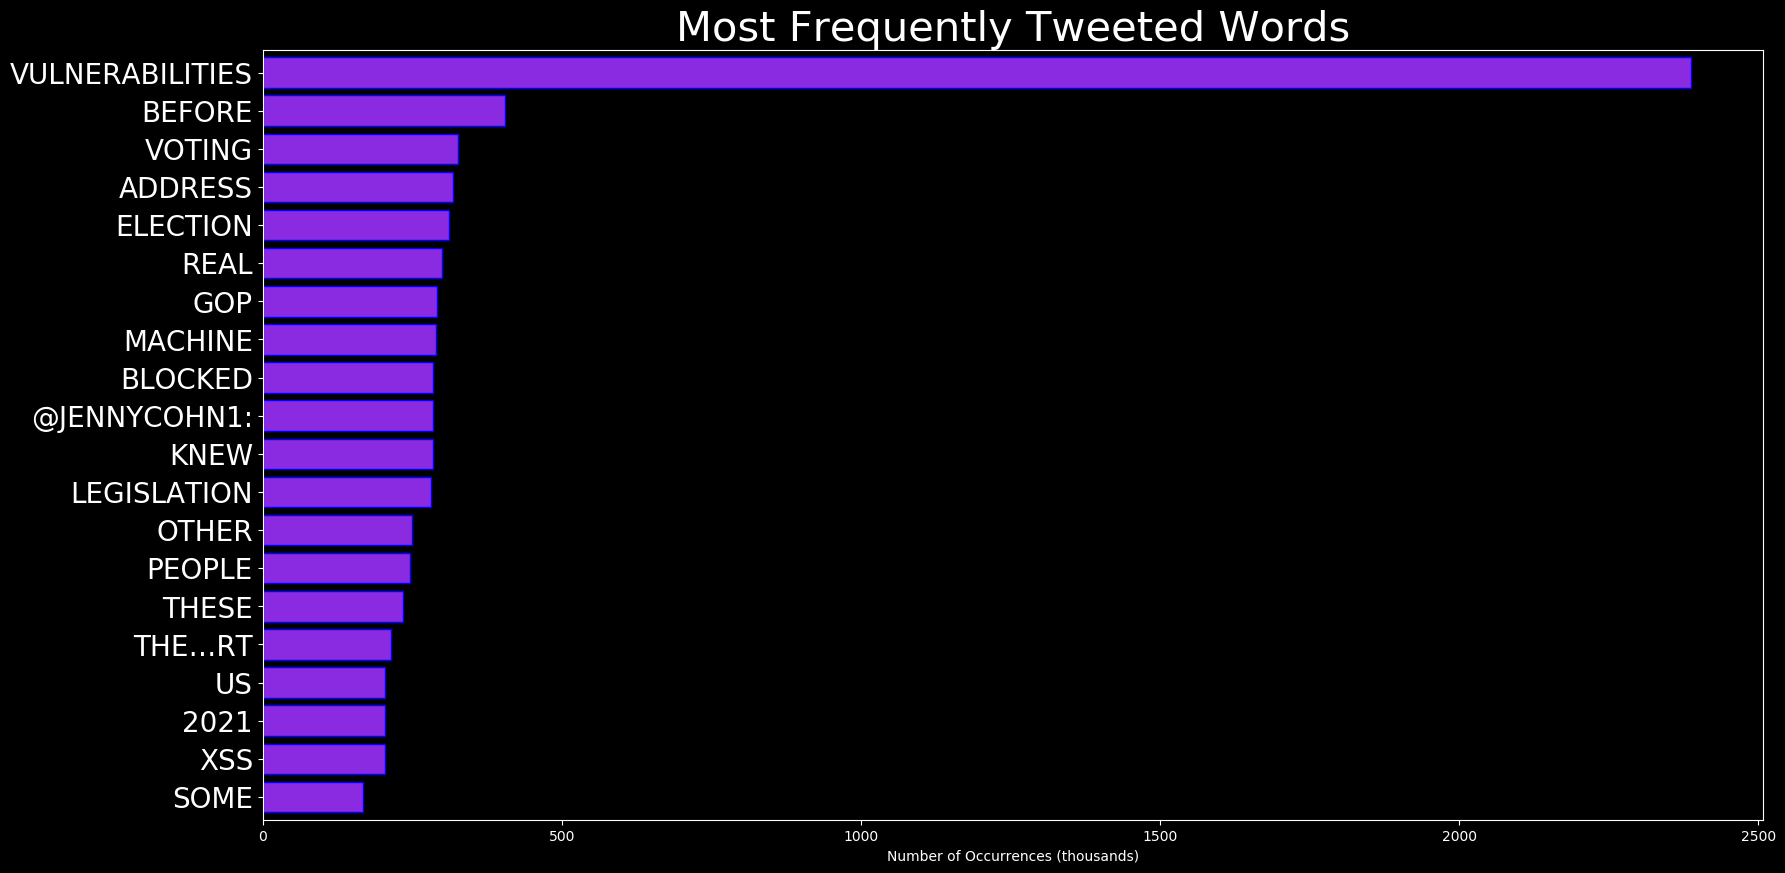 Most Frequently Tweeted Words
VULNERABILITIES
BEFORE
VOTING
ADDRESS
ELECTION
REAL
GOP
MACHINE
BLOCKED
@JENNYCOHN1:
KNEW
LEGISLATION
OTHER
PEOPLE
THESE
THE…RT
US
2021
XSS
SOME
0 500 1000 1500 2000 2500
Number of Occurrences (thousands)